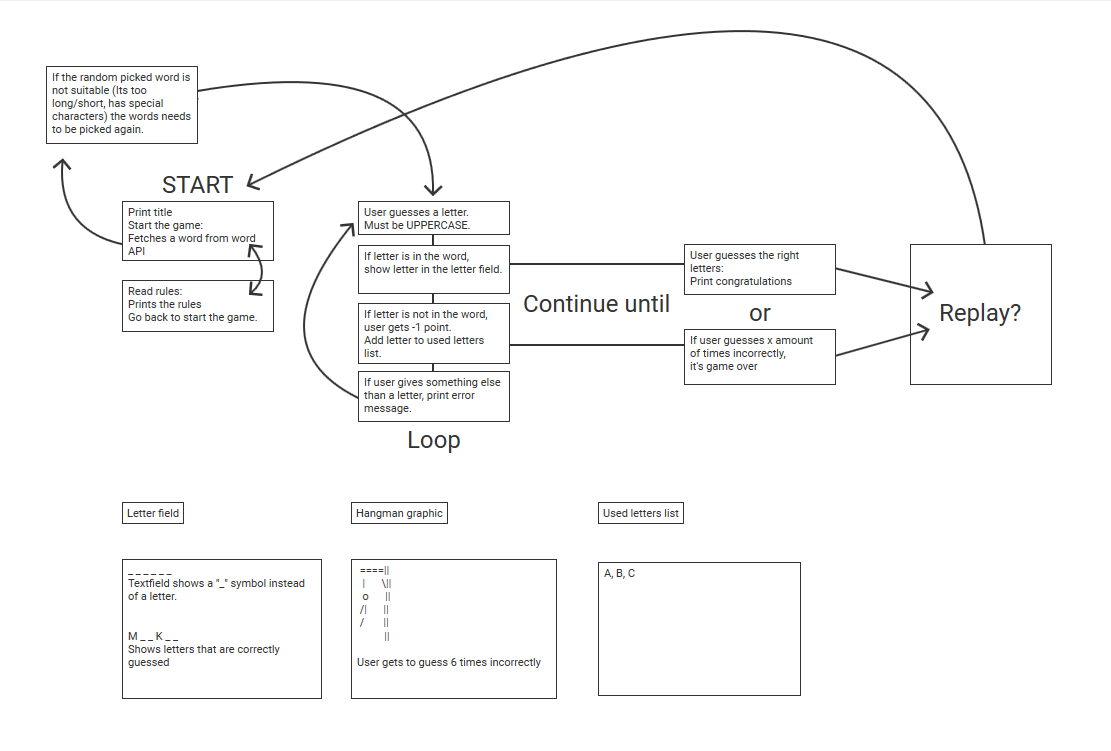 If the random picked word is
not suitable (Its too
long/short, has special
characters) the words needs
to be picked again.
START
Print title
Start the game:
Fetches a word from word
API
Read rules:
Prints the rules
Go back to start the game.
User guesses a letter.
Must be UPPERCASE.
If letter is in the word,
show letter in the letter field.
If letter is not in the word,
user gets -1 point.
Add letter to used letters
list.
If user gives something else
than a letter, print error
message.
Loop
Continue until
User guesses the right
letters:
Print congratulations
or
If user guesses x amount
of times incorrectly,
it's game over
Replay?
Letter field
_ _ _ _ _ _
Textfield shows a "_" symbol instead
of a letter.
M _ _ K _ _
Shows letters that are correctly
guessed
Hangman graphic
====||
|     \||
o     ||
/|     ||
/      ||
||
User gets to guess 6 times incorrectly
Used letters list
A, B, C